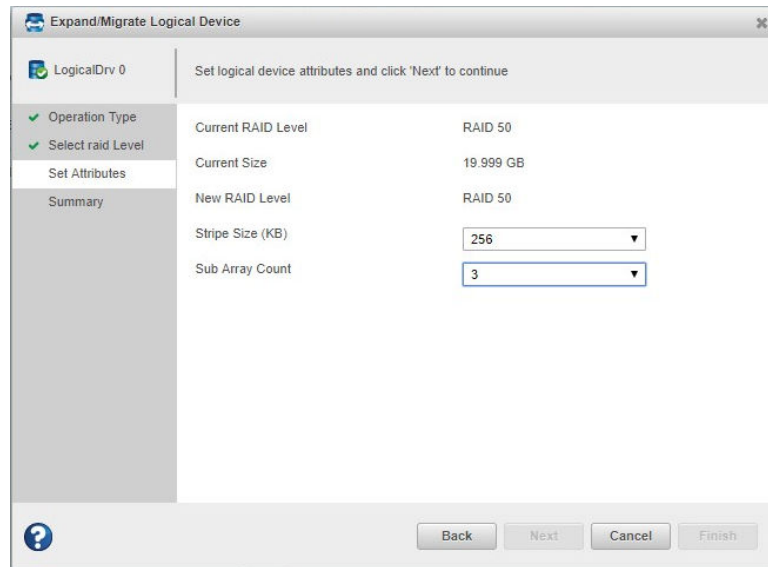 Expand/Migrate Logical Device
LogicalDrv 0
Set logical device attributes and click 'Next' to continue
Operation Type
Select raid Level
Set Attributes
Summary
Current RAID Level RAID 50
Current Size 19.999 GB
New RAID Level RAID 50
Stripe Size (KB) 256
Sub Array Count 3
Back Next Cancel Finish